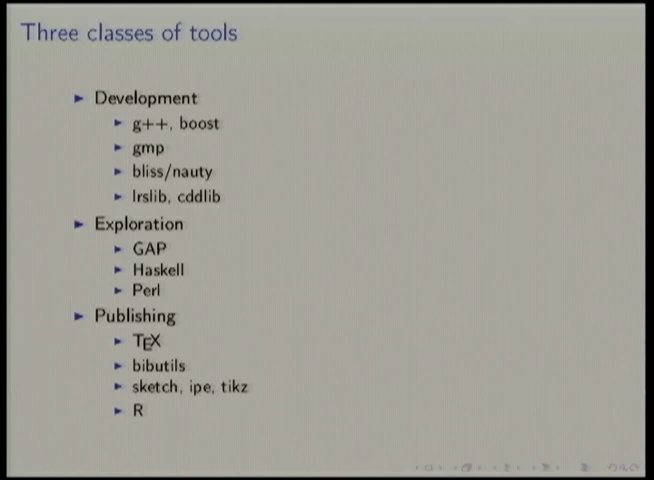 Three classes of tools
Development
g++, boost
gmp
bliss/nauty
lrslib, cddlib
Exploration
GAP
Haskell
Perl
Publishing
TEX
bibutils
sketch, ipe, tikz
R